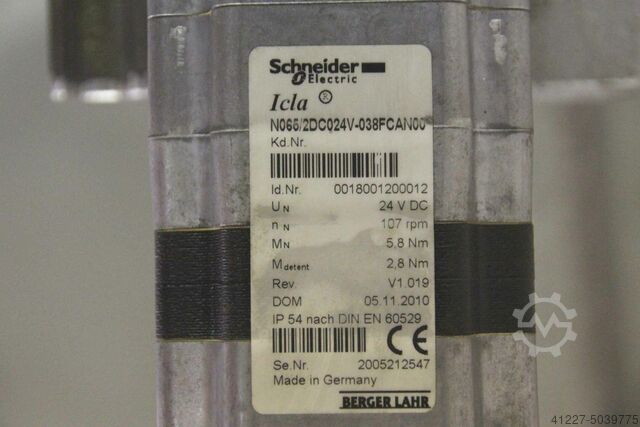 Schneider
Electric
Icla ®
N065/2DC024V-038FCAN00
Kd.Nr.
Id.Nr. 0018001200012
UN 24 V DC
nN 107 rpm
MN 5,8 Nm
Mdetent 2,8 Nm
Rev. V1.019
DOM 05.11.2010
IP 54 nach DIN EN 60529
CE
Se.Nr. 2005212547
Made in Germany
BERGER LAHR
41227-5039775